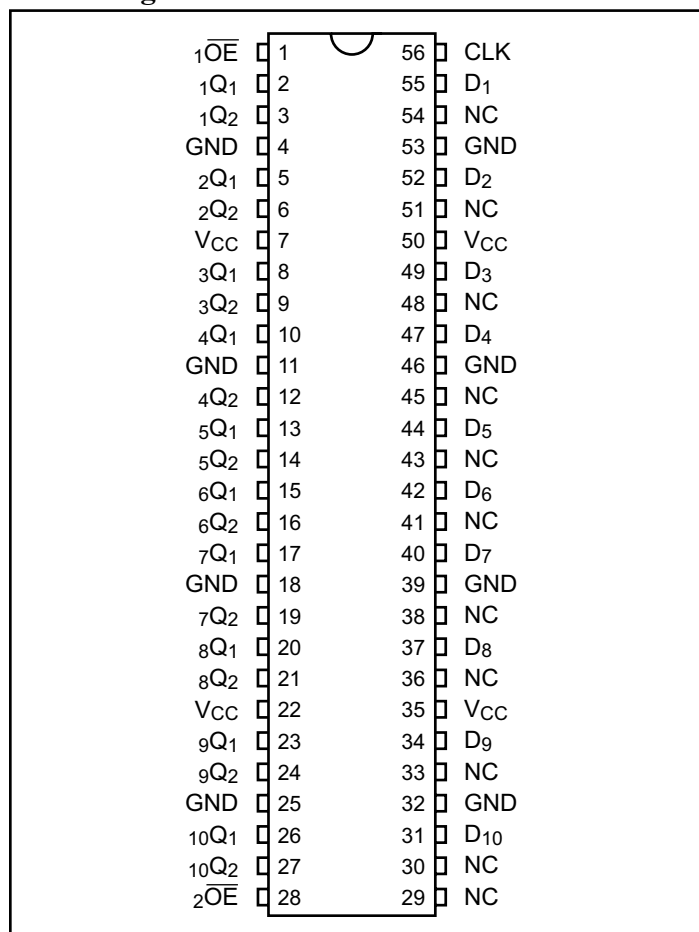 g
1OE 1 56 CLK
1Q1 2 55 D1
1Q2 3 54 NC
GND 4 53 GND
2Q1 5 52 D2
2Q2 6 51 NC
VCC 7 50 VCC
3Q1 8 49 D3
3Q2 9 48 NC
4Q1 10 47 D4
GND 11 46 GND
4Q2 12 45 NC
5Q1 13 44 D5
5Q2 14 43 NC
6Q1 15 42 D6
6Q2 16 41 NC
7Q1 17 40 D7
GND 18 39 GND
7Q2 19 38 NC
8Q1 20 37 D8
8Q2 21 36 NC
VCC 22 35 VCC
9Q1 23 34 D9
9Q2 24 33 NC
GND 25 32 GND
10Q1 26 31 D10
10Q2 27 30 NC
2OE 28 29 NC